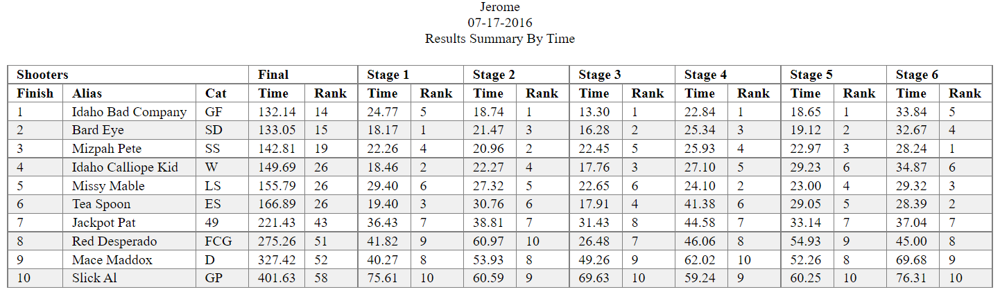 Jerome
07-17-2016
Results Summary By Time
Shooters Final Stage 1 Stage 2 Stage 3 Stage 4 Stage 5 Stage 6
Finish Alias Cat Time Rank Time Rank Time Rank Time Rank Time Rank Time Rank Time Rank
1 Idaho Bad Company GF 132.14 14 24.77 5 18.74 1 13.30 1 22.84 1 18.65 1 33.84 5
2 Bard Eye SD 133.05 15 18.17 1 21.47 3 16.28 2 25.34 3 19.12 2 32.67 4
3 Mizpah Pete SS 142.81 19 22.26 4 20.96 2 22.45 5 25.93 4 22.97 3 28.24 1
4 Idaho Calliope Kid W 149.69 26 18.46 2 22.27 4 17.76 3 27.10 5 29.23 6 34.87 6
5 Missy Mable LS 155.79 26 29.40 6 27.32 5 22.65 6 24.10 2 23.00 4 29.32 3
6 Tea Spoon ES 166.89 26 19.40 3 30.76 6 17.91 4 41.38 6 29.05 5 28.39 2
7 Jackpot Pat 49 221.43 43 36.43 7 38.81 7 31.43 8 44.58 7 33.14 7 37.04 7
8 Red Desperado FCG 275.26 51 41.82 9 60.97 10 26.48 7 46.06 8 54.93 9 45.00 8
9 Mace Maddox D 327.42 52 40.27 8 53.93 8 49.26 9 62.02 10 52.26 8 69.68 9
10 Slick Al GP 401.63 58 75.61 10 60.59 9 69.63 10 59.24 9 60.25 10 76.31 10